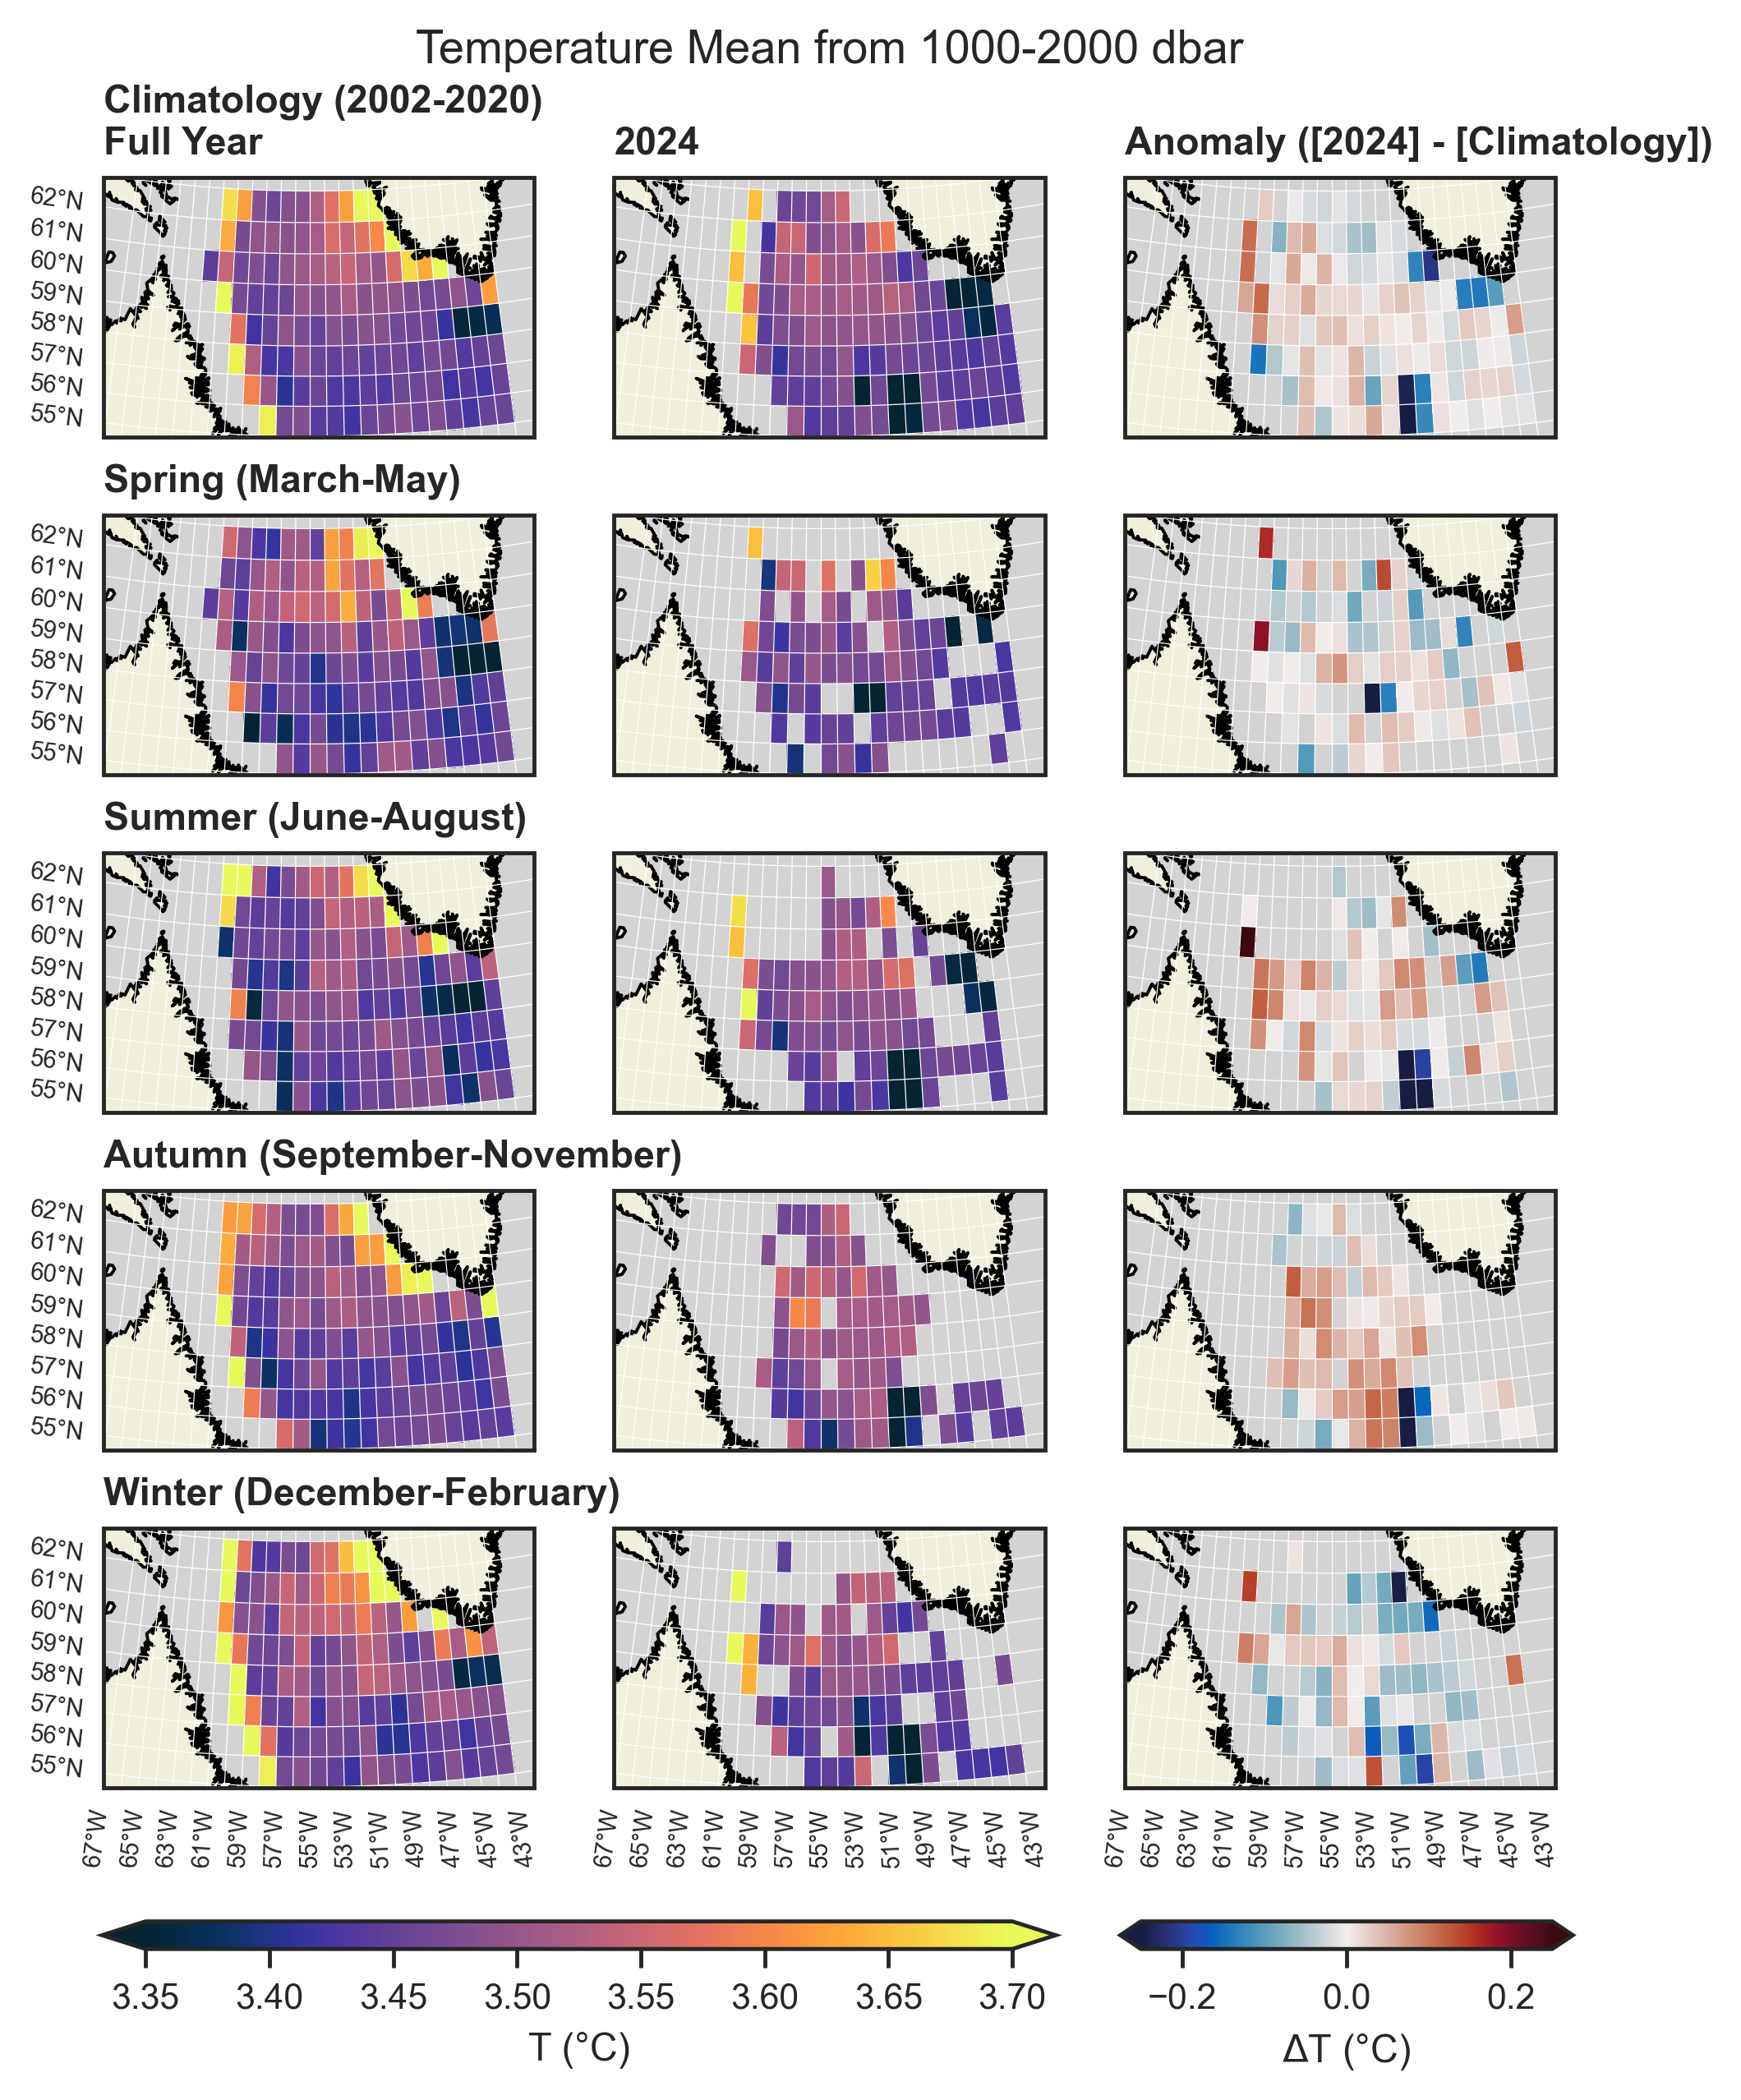 Temperature Mean from 1000-2000 dbar
Climatology (2002-2020)
Full Year
2024
Anomaly ([2024] - [Climatology])
62°N
61°N
60°N
59°N
58°N
57°N
56°N
55°N
Spring (March-May)
62°N
61°N
60°N
59°N
58°N
57°N
56°N
55°N
Summer (June-August)
62°N
61°N
60°N
59°N
58°N
57°N
56°N
55°N
Autumn (September-November)
62°N
61°N
60°N
59°N
58°N
57°N
56°N
55°N
Winter (December-February)
62°N
61°N
60°N
59°N
58°N
57°N
56°N
55°N
67°W 65°W 63°W 61°W 59°W 57°W 55°W 53°W 51°W 49°W 47°W 45°W 43°W
67°W 65°W 63°W 61°W 59°W 57°W 55°W 53°W 51°W 49°W 47°W 45°W 43°W
67°W 65°W 63°W 61°W 59°W 57°W 55°W 53°W 51°W 49°W 47°W 45°W 43°W
3.35 3.40 3.45 3.50 3.55 3.60 3.65 3.70
T (°C)
−0.2 0.0 0.2
ΔT (°C)